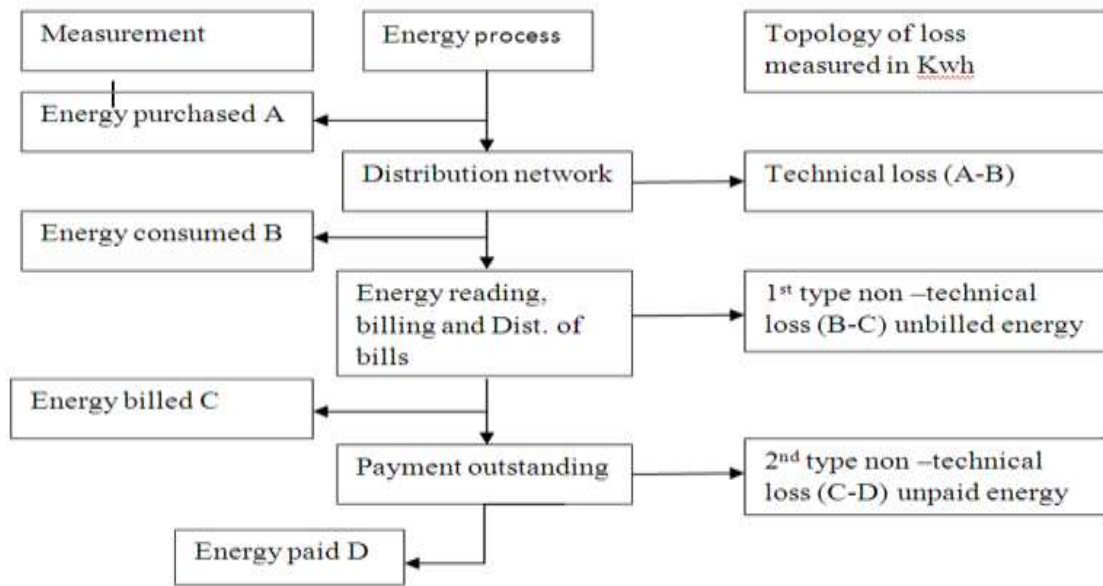 Measurement
Energy process
Topology of loss
measured in Kwh
Energy purchased A
Distribution network
Technical loss (A-B)
Energy consumed B
Energy reading,
billing and Dist. of
bills
1st type non –technical
loss (B-C) unbilled energy
Energy billed C
Payment outstanding
2nd type non –technical
loss (C-D) unpaid energy
Energy paid D